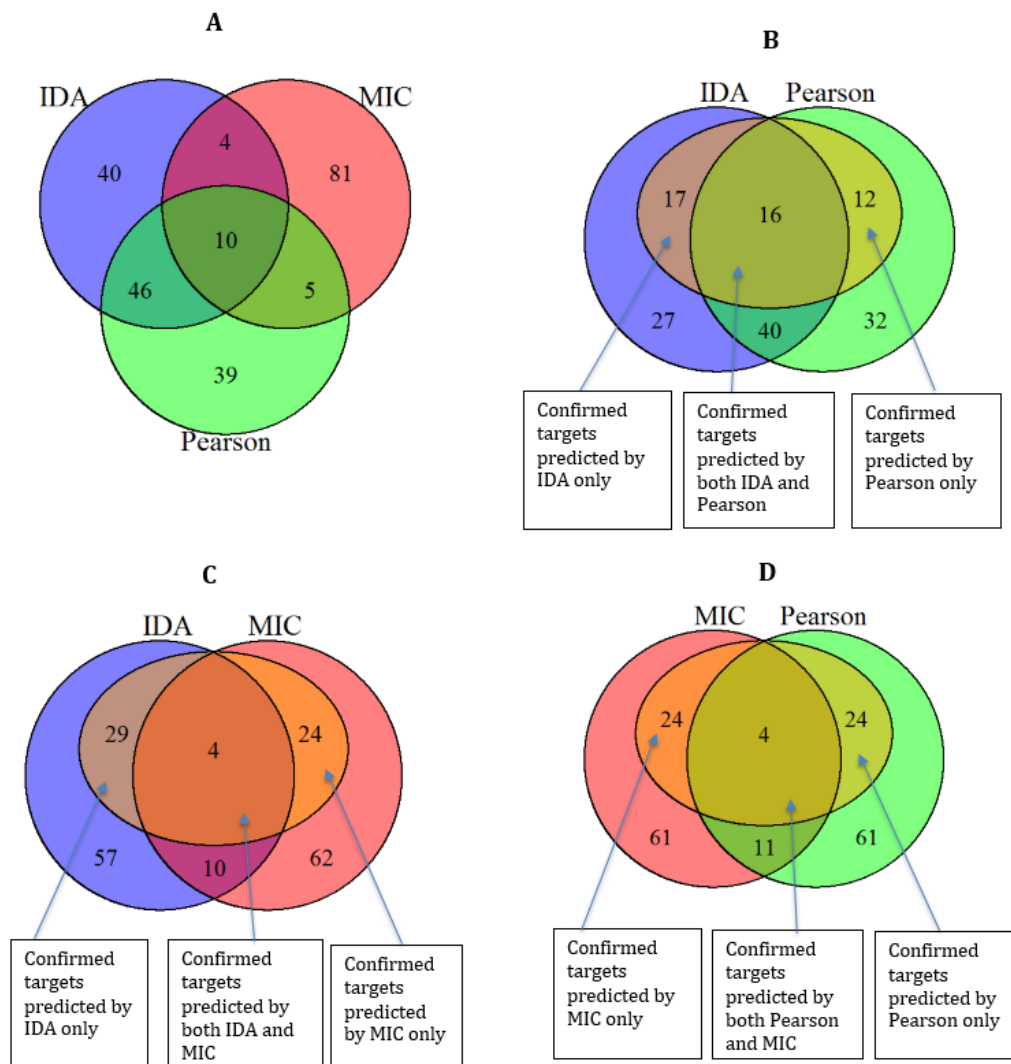 A
IDA
MIC
4
40
81
10
46
5
39
Pearson
B
IDA
Pearson
17
16
12
27
40
32
Confirmed
targets
predicted by
IDA only
Confirmed
targets
predicted by
both IDA and
Pearson
Confirmed
targets
predicted by
Pearson only
C
IDA
MIC
29
4
24
57
10
62
Confirmed
targets
predicted by
IDA only
Confirmed
targets
predicted by
both IDA and
MIC
Confirmed
targets
predicted
by MIC only
D
MIC
Pearson
24
4
24
61
11
61
Confirmed
targets
predicted by
MIC only
Confirmed
targets
predicted by
both Pearson
and MIC
Confirmed
targets
predicted by
Pearson only